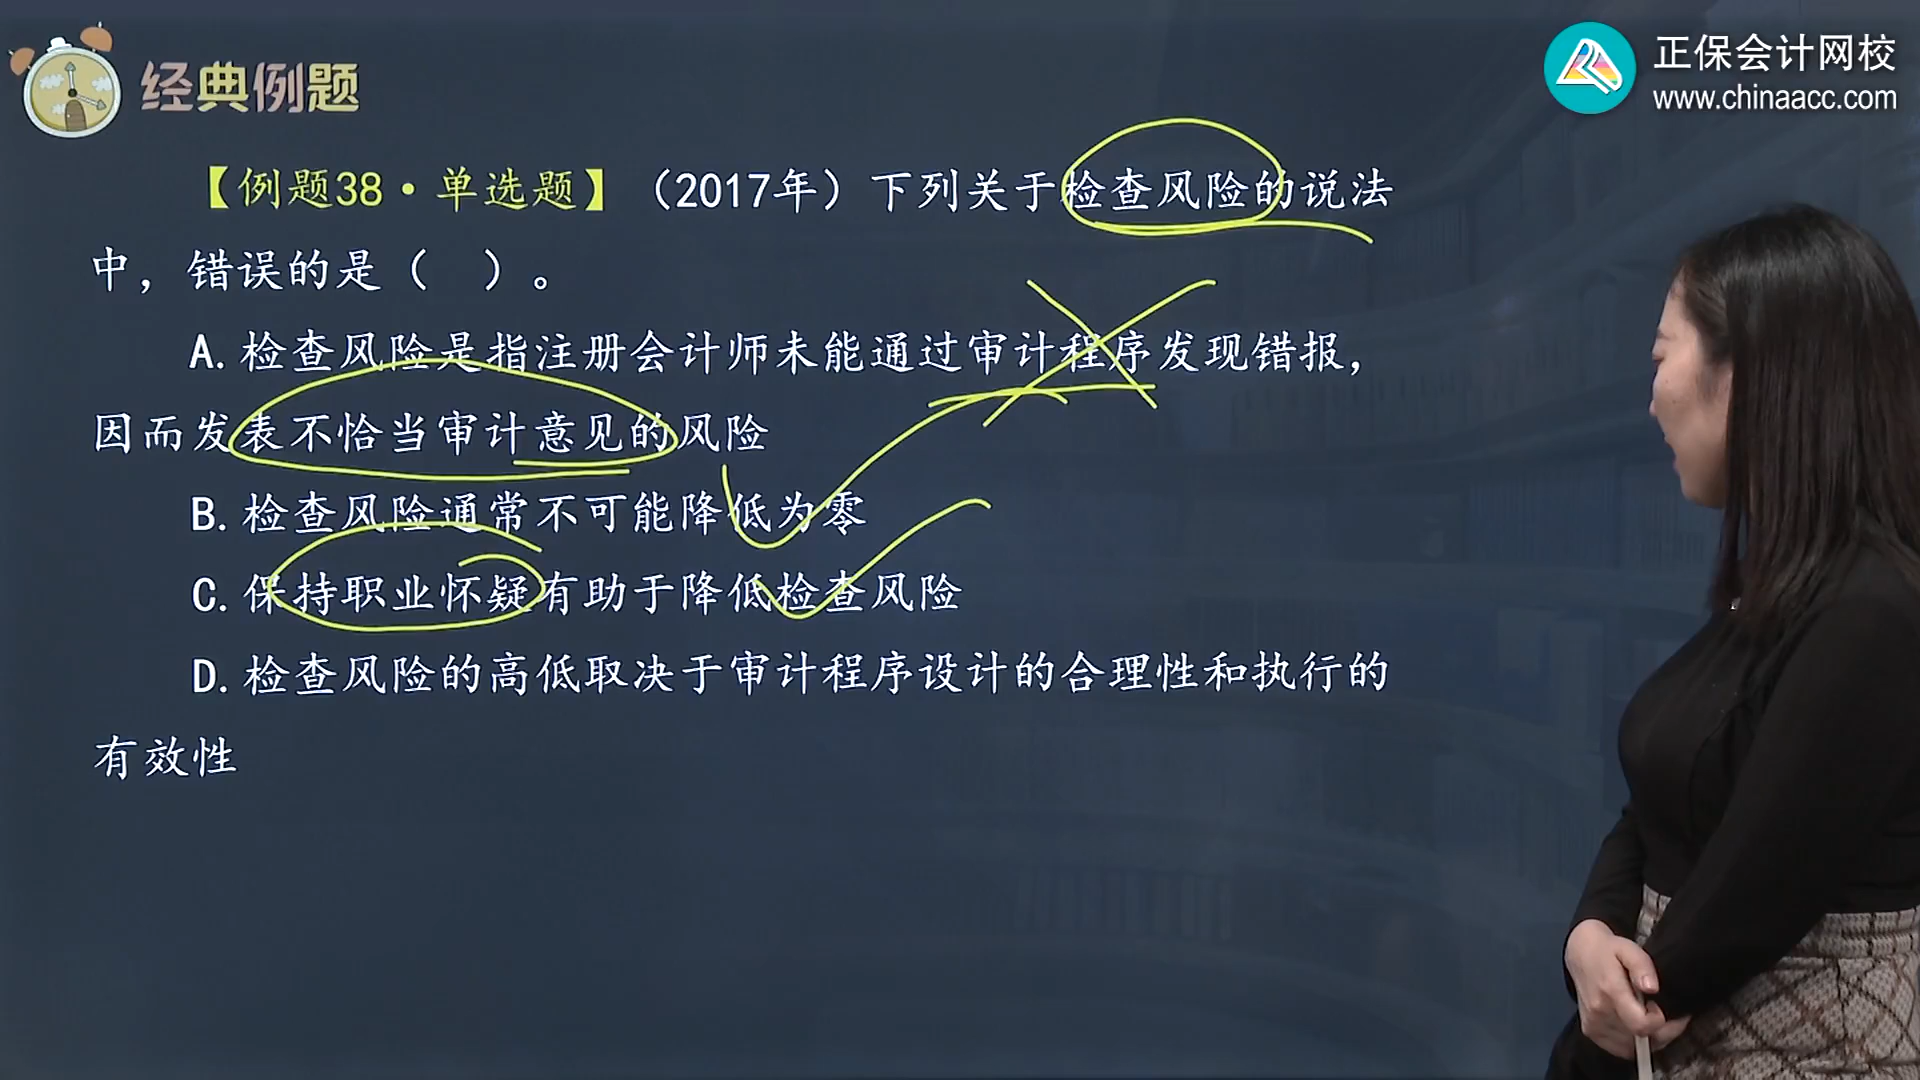 经典例题
正保会计网校
www.chinaacc.com
【例题38·单选题】（2017年）下列关于检查风险的说法
中，错误的是（ ）。
A.检查风险是指注册会计师未能通过审计程序发现错报，
因而发表不恰当审计意见的风险
B.检查风险通常不可能降低为零
C.保持职业怀疑有助于降低检查风险
D.检查风险的高低取决于审计程序设计的合理性和执行的
有效性